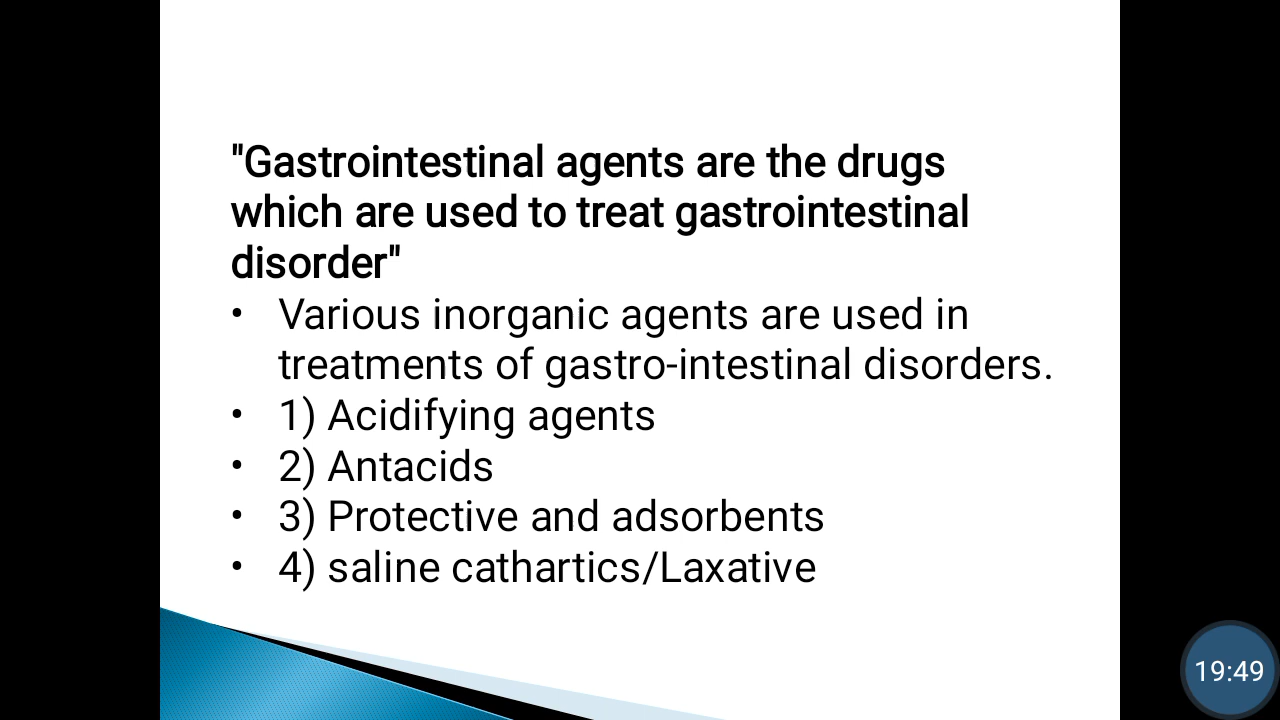 "Gastrointestinal agents are the drugs
which are used to treat gastrointestinal
disorder"
• Various inorganic agents are used in
treatments of gastro-intestinal disorders.
• 1) Acidifying agents
• 2) Antacids
• 3) Protective and adsorbents
• 4) saline cathartics/Laxative
19:49